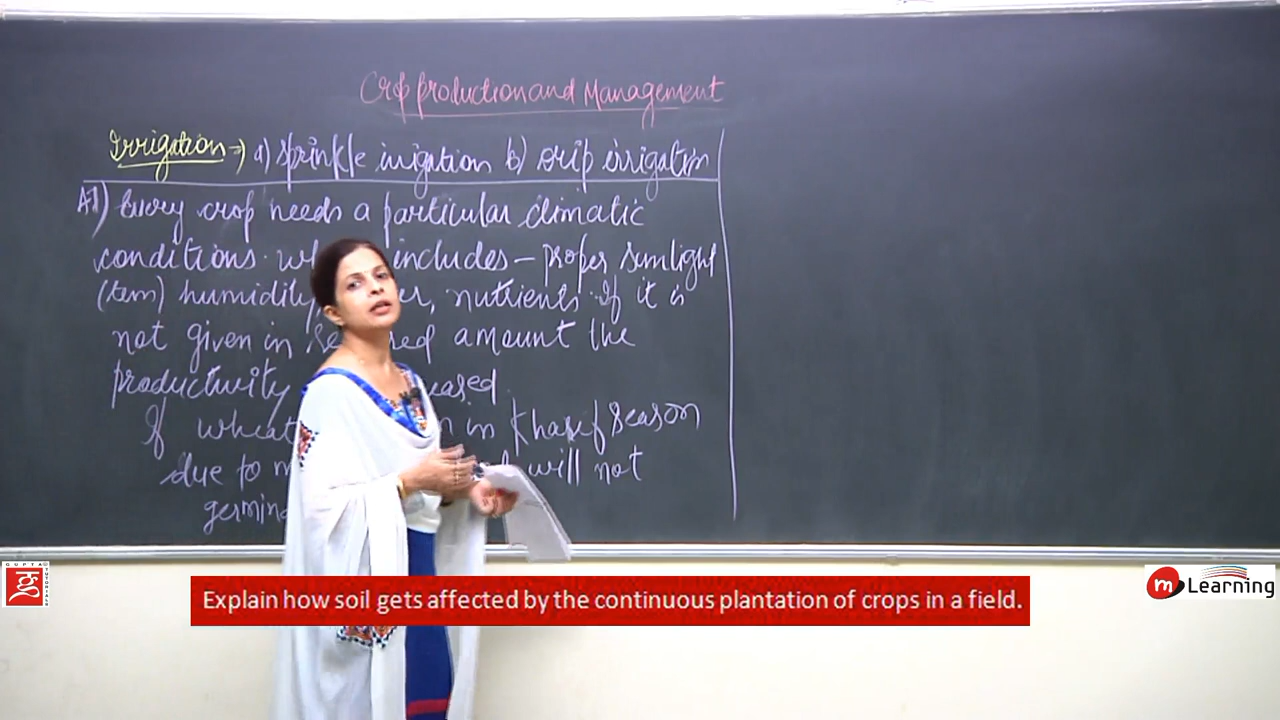 Crop production and Management
Irrigation → a) sprinkle irrigation b) drip irrigation
A1) Every crop needs a particular climatic
conditions. includes – proper sunlight
(tem) humidity, nutrients. If it is
not given in amount the
productivity
If wheat in Kharif season
due to will not
GUPTA TUTORIALS
m Learning
Explain how soil gets affected by the continuous plantation of crops in a field.